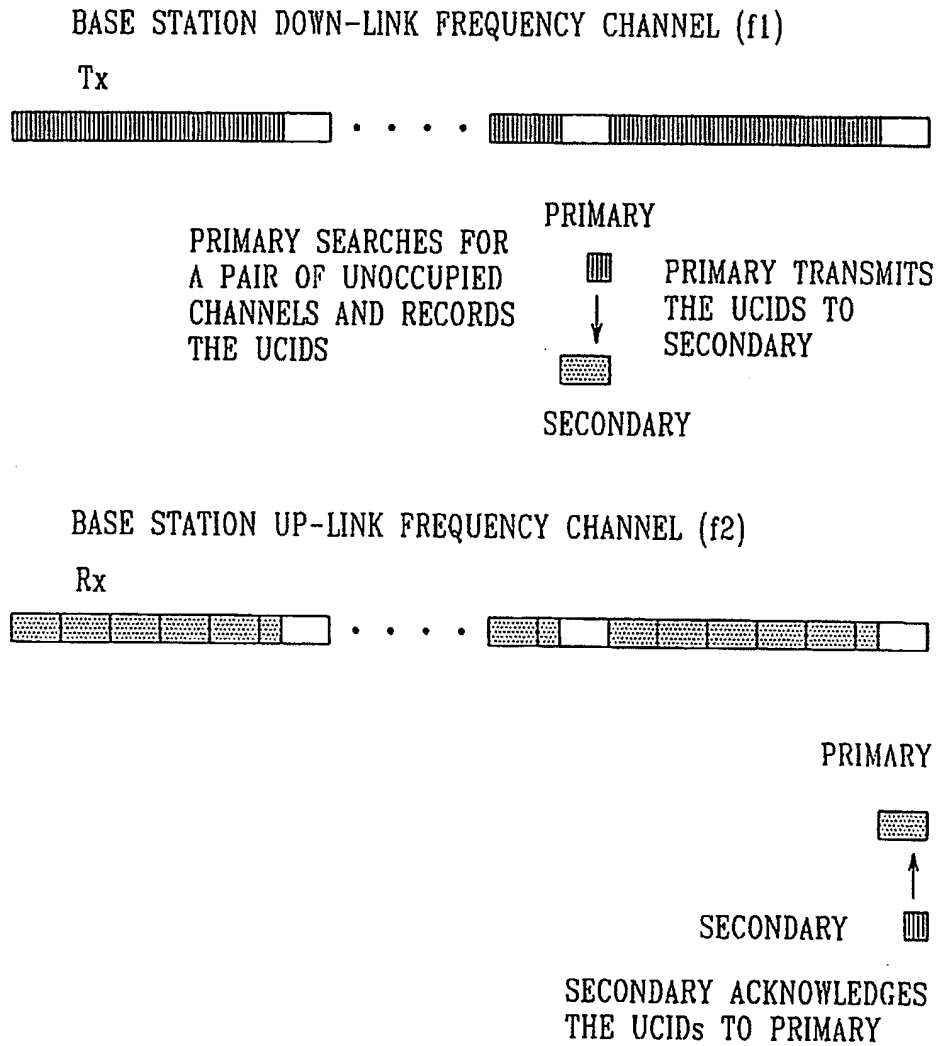 BASE STATION DOWN-LINK FREQUENCY CHANNEL (f1)
Tx
PRIMARY SEARCHES FOR
A PAIR OF UNOCCUPIED
CHANNELS AND RECORDS
THE UCIDS
PRIMARY
PRIMARY TRANSMITS
THE UCIDS TO
SECONDARY
SECONDARY
BASE STATION UP-LINK FREQUENCY CHANNEL (f2)
Rx
PRIMARY
SECONDARY
SECONDARY ACKNOWLEDGES
THE UCIDs TO PRIMARY